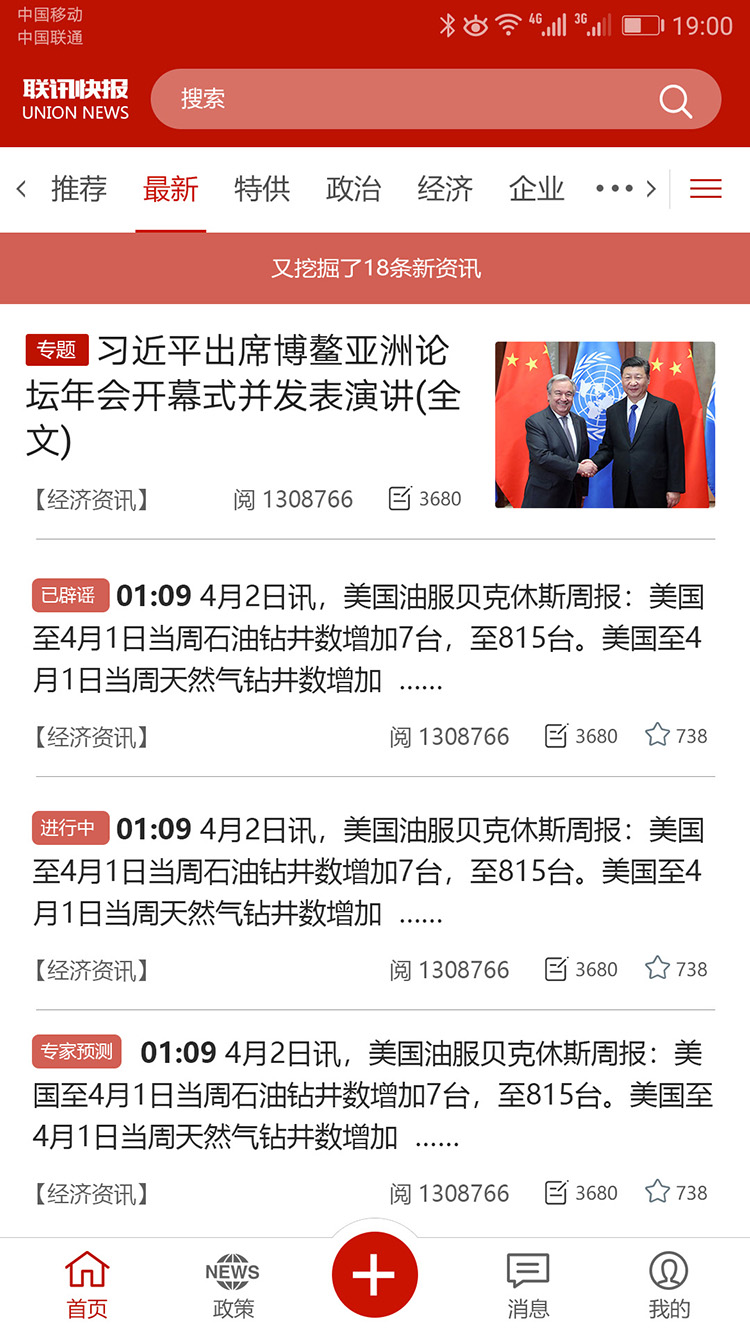 中国移动
中国联通
4G 3G 19:00
联讯快报
UNION NEWS
搜索
推荐 最新 特供 政治 经济 企业
又挖掘了18条新资讯
专题 习近平出席博鳌亚洲论
坛年会开幕式并发表演讲(全
文)
【经济资讯】 阅 1308766 3680
已辟谣 01:09 4月2日讯，美国油服贝克休斯周报：美国
至4月1日当周石油钻井数增加7台，至815台。美国至4
月1日当周天然气钻井数增加 ……
【经济资讯】 阅 1308766 3680 738
进行中 01:09 4月2日讯，美国油服贝克休斯周报：美国
至4月1日当周石油钻井数增加7台，至815台。美国至4
月1日当周天然气钻井数增加 ……
【经济资讯】 阅 1308766 3680 738
专家预测 01:09 4月2日讯，美国油服贝克休斯周报：美
国至4月1日当周石油钻井数增加7台，至815台。美国至
4月1日当周天然气钻井数增加 ……
【经济资讯】 阅 1308766 3680 738
NEWS
首页 政策 消息 我的